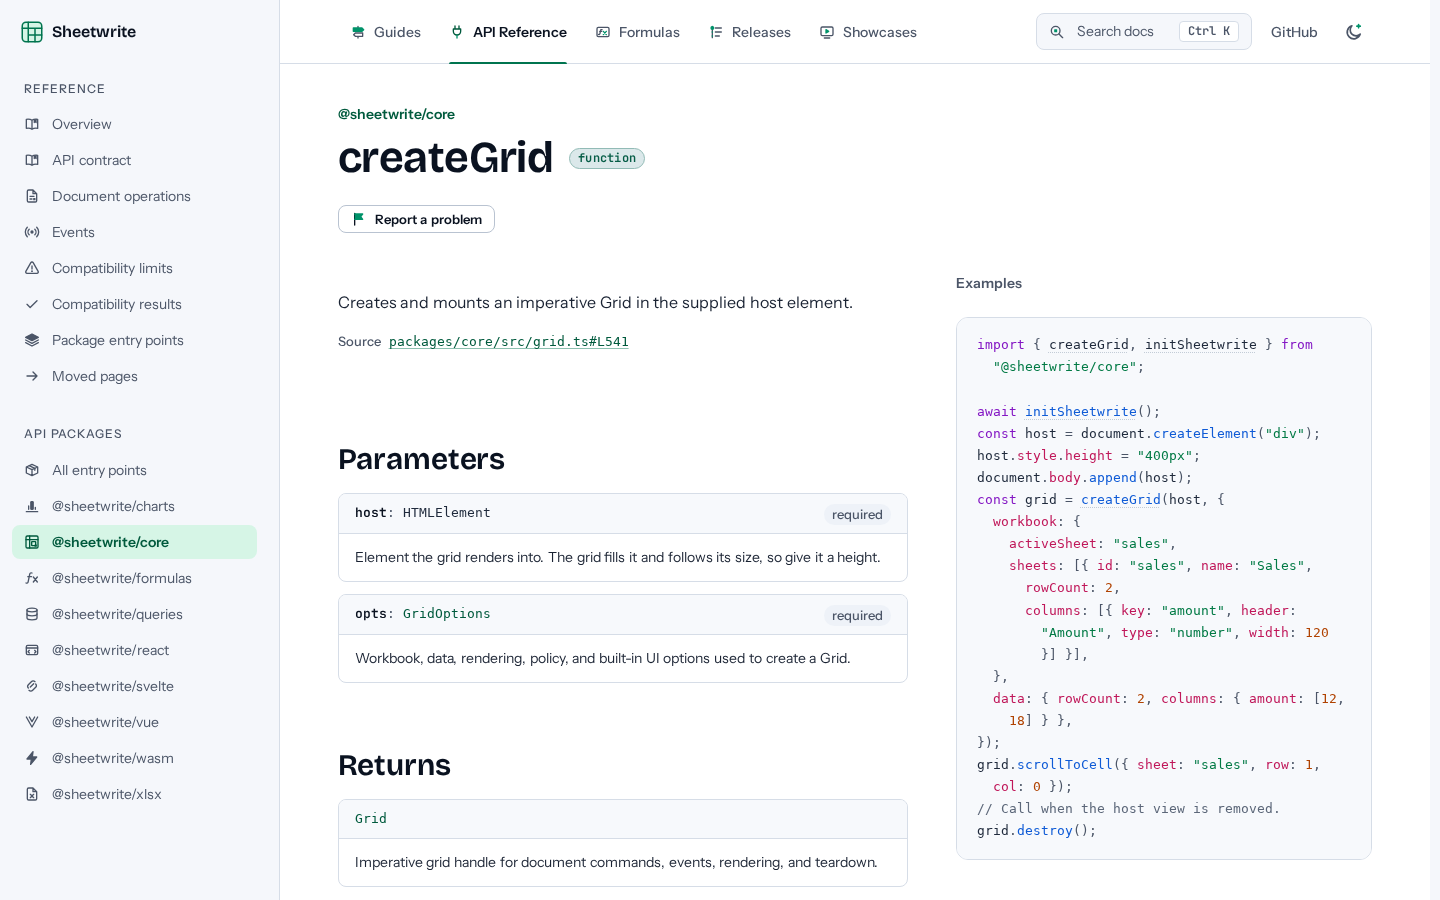 Sheetwrite
REFERENCE
Overview
API contract
Document operations
Events
Compatibility limits
Compatibility results
Package entry points
Moved pages
API PACKAGES
All entry points
@sheetwrite/charts
@sheetwrite/core
@sheetwrite/formulas
@sheetwrite/queries
@sheetwrite/react
@sheetwrite/svelte
@sheetwrite/vue
@sheetwrite/wasm
@sheetwrite/xlsx
Guides API Reference Formulas Releases Showcases Search docs Ctrl K GitHub
@sheetwrite/core
createGrid function
Report a problem
Creates and mounts an imperative Grid in the supplied host element.
Source packages/core/src/grid.ts#L541
Parameters
host: HTMLElement required
Element the grid renders into. The grid fills it and follows its size, so give it a height.
opts: GridOptions required
Workbook, data, rendering, policy, and built-in UI options used to create a Grid.
Returns
Grid
Imperative grid handle for document commands, events, rendering, and teardown.
Examples
import { createGrid, initSheetwrite } from
  "@sheetwrite/core";

await initSheetwrite();
const host = document.createElement("div");
host.style.height = "400px";
document.body.append(host);
const grid = createGrid(host, {
  workbook: {
    activeSheet: "sales",
    sheets: [{ id: "sales", name: "Sales",
      rowCount: 2,
      columns: [{ key: "amount", header:
        "Amount", type: "number", width: 120
        }] }],
  },
  data: { rowCount: 2, columns: { amount: [12,
    18] } },
});
grid.scrollToCell({ sheet: "sales", row: 1,
  col: 0 });
// Call when the host view is removed.
grid.destroy();